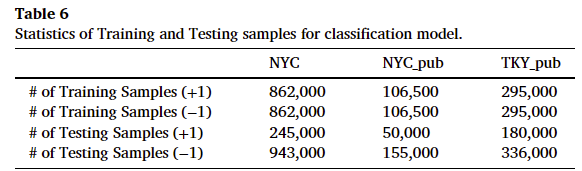 Table 6
Statistics of Training and Testing samples for classification model.
NYC NYC_pub TKY_pub
# of Training Samples (+1) 862,000 106,500 295,000
# of Training Samples (−1) 862,000 106,500 295,000
# of Testing Samples (+1) 245,000 50,000 180,000
# of Testing Samples (−1) 943,000 155,000 336,000